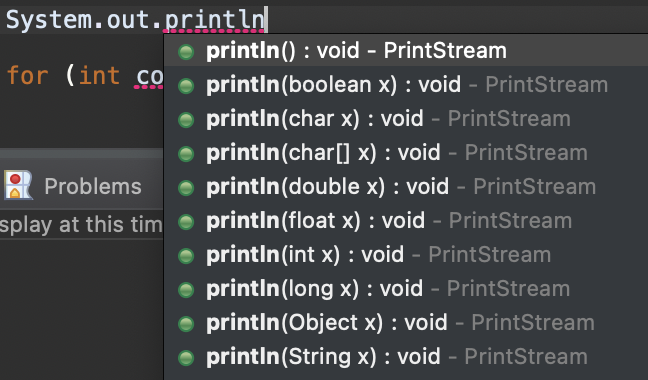 System.out.println
println() : void - PrintStream
for (int co
println(boolean x) : void - PrintStream
println(char x) : void - PrintStream
println(char[] x) : void - PrintStream
Problems
println(double x) : void - PrintStream
splay at this tim
println(float x) : void - PrintStream
println(int x) : void - PrintStream
println(long x) : void - PrintStream
println(Object x) : void - PrintStream
println(String x) : void - PrintStream